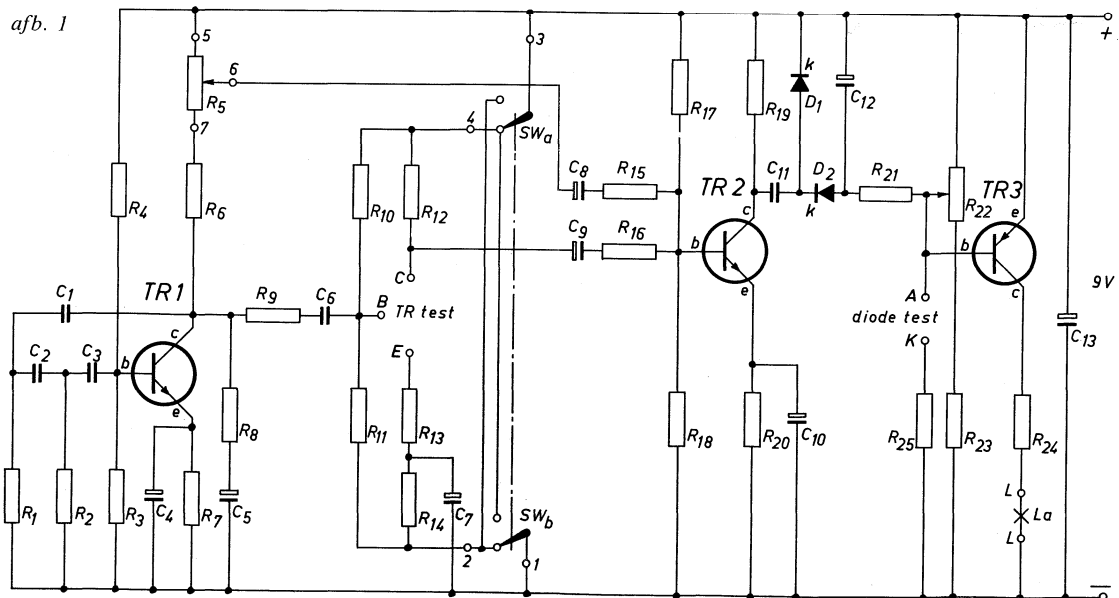 afb. 1
5
3
+
6
R5
k
D1
C12
7
4
SWa
R17
R19
R4
R6
R10
R12
C8
R15
TR2
C11
D2
k
R21
R22
TR3
e
C9
R16
c
b
b
C
e
c
C1
TR1
R9
C6
B
TR test
A
diode test
K
9V
C13
C2
C3
b
c
E
e
R8
R11
R13
R18
R20
C10
R25
R23
R24
R1
R2
R3
C4
R7
C5
R14
C7
SWb
L
La
L
2
1
–